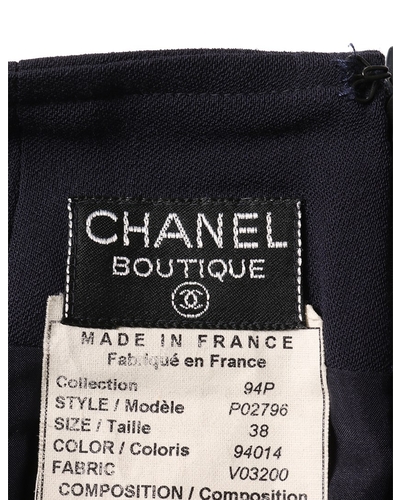 CHANEL
BOUTIQUE
MADE IN FRANCE
Fabriqué en France
Collection 94P
STYLE / Modèle P02796
SIZE / Taille 38
COLOR / Coloris 94014
FABRIC V03200
COMPOSITION / Composition